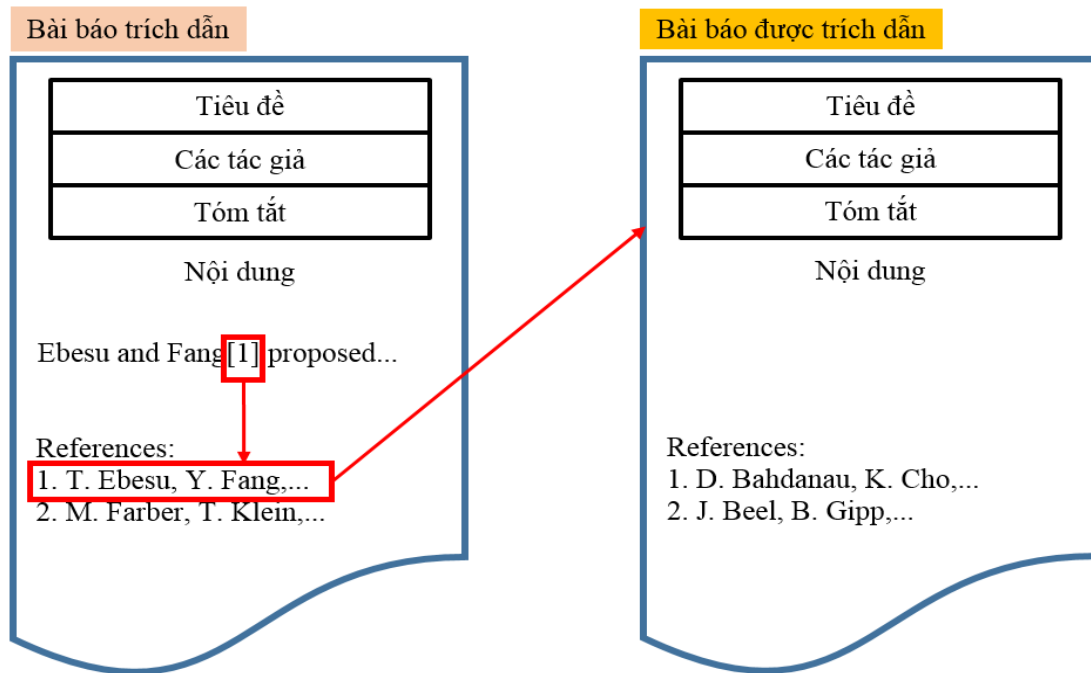 Bài báo trích dẫn
Tiêu đề
Các tác giả
Tóm tắt
Nội dung
Ebesu and Fang[1] proposed...
References:
1. T. Ebesu, Y. Fang,...
2. M. Farber, T. Klein,...
Bài báo được trích dẫn
Tiêu đề
Các tác giả
Tóm tắt
Nội dung
References:
1. D. Bahdanau, K. Cho,...
2. J. Beel, B. Gipp,...